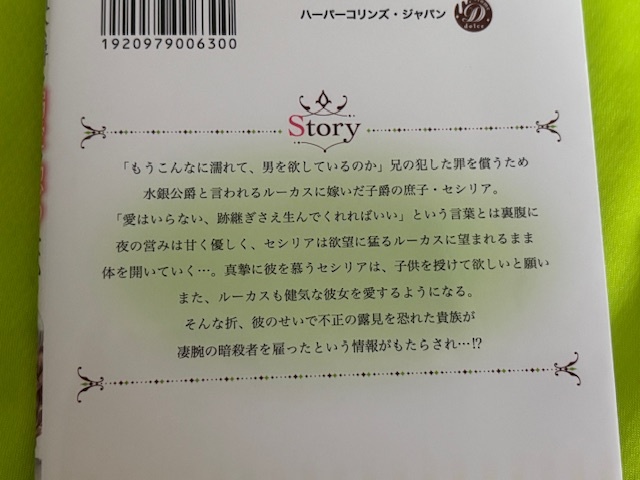 ハーパーコリンズ・ジャパン
dolce
1920979006300
Story
「もうこんなに濡れて、男を欲しているのか」兄の犯した罪を償うため
水銀公爵と言われるルーカスに嫁いだ子爵の庶子・セシリア。
「愛はいらない、跡継ぎさえ生んでくれればいい」という言葉とは裏腹に
夜の営みは甘く優しく、セシリアは欲望に猛るルーカスに望まれるまま
体を開いていく…。真摯に彼を慕うセシリアは、子供を授けて欲しいと願い
また、ルーカスも健気な彼女を愛するようになる。
そんな折、彼のせいで不正の露見を恐れた貴族が
凄腕の暗殺者を雇ったという情報がもたらされ…!?